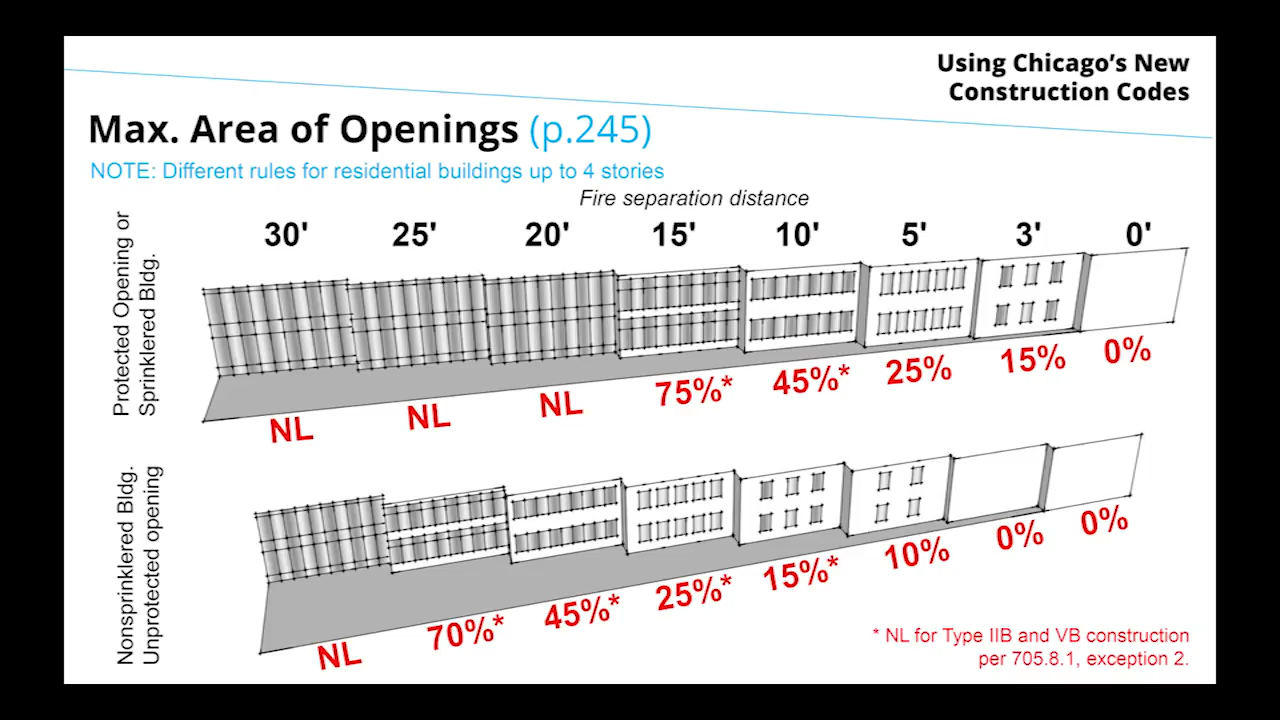 Using Chicago's New
Construction Codes
Max. Area of Openings (p.245)
NOTE: Different rules for residential buildings up to 4 stories
Fire separation distance
30' 25' 20' 15' 10' 5' 3' 0'
Protected Opening or
Sprinklered Bldg.
NL NL NL 75%* 45%* 25% 15% 0%
Nonsprinklered Bldg.
Unprotected opening
NL 70%* 45%* 25%* 15%* 10% 0% 0%
* NL for Type IIB and VB construction
per 705.8.1, exception 2.